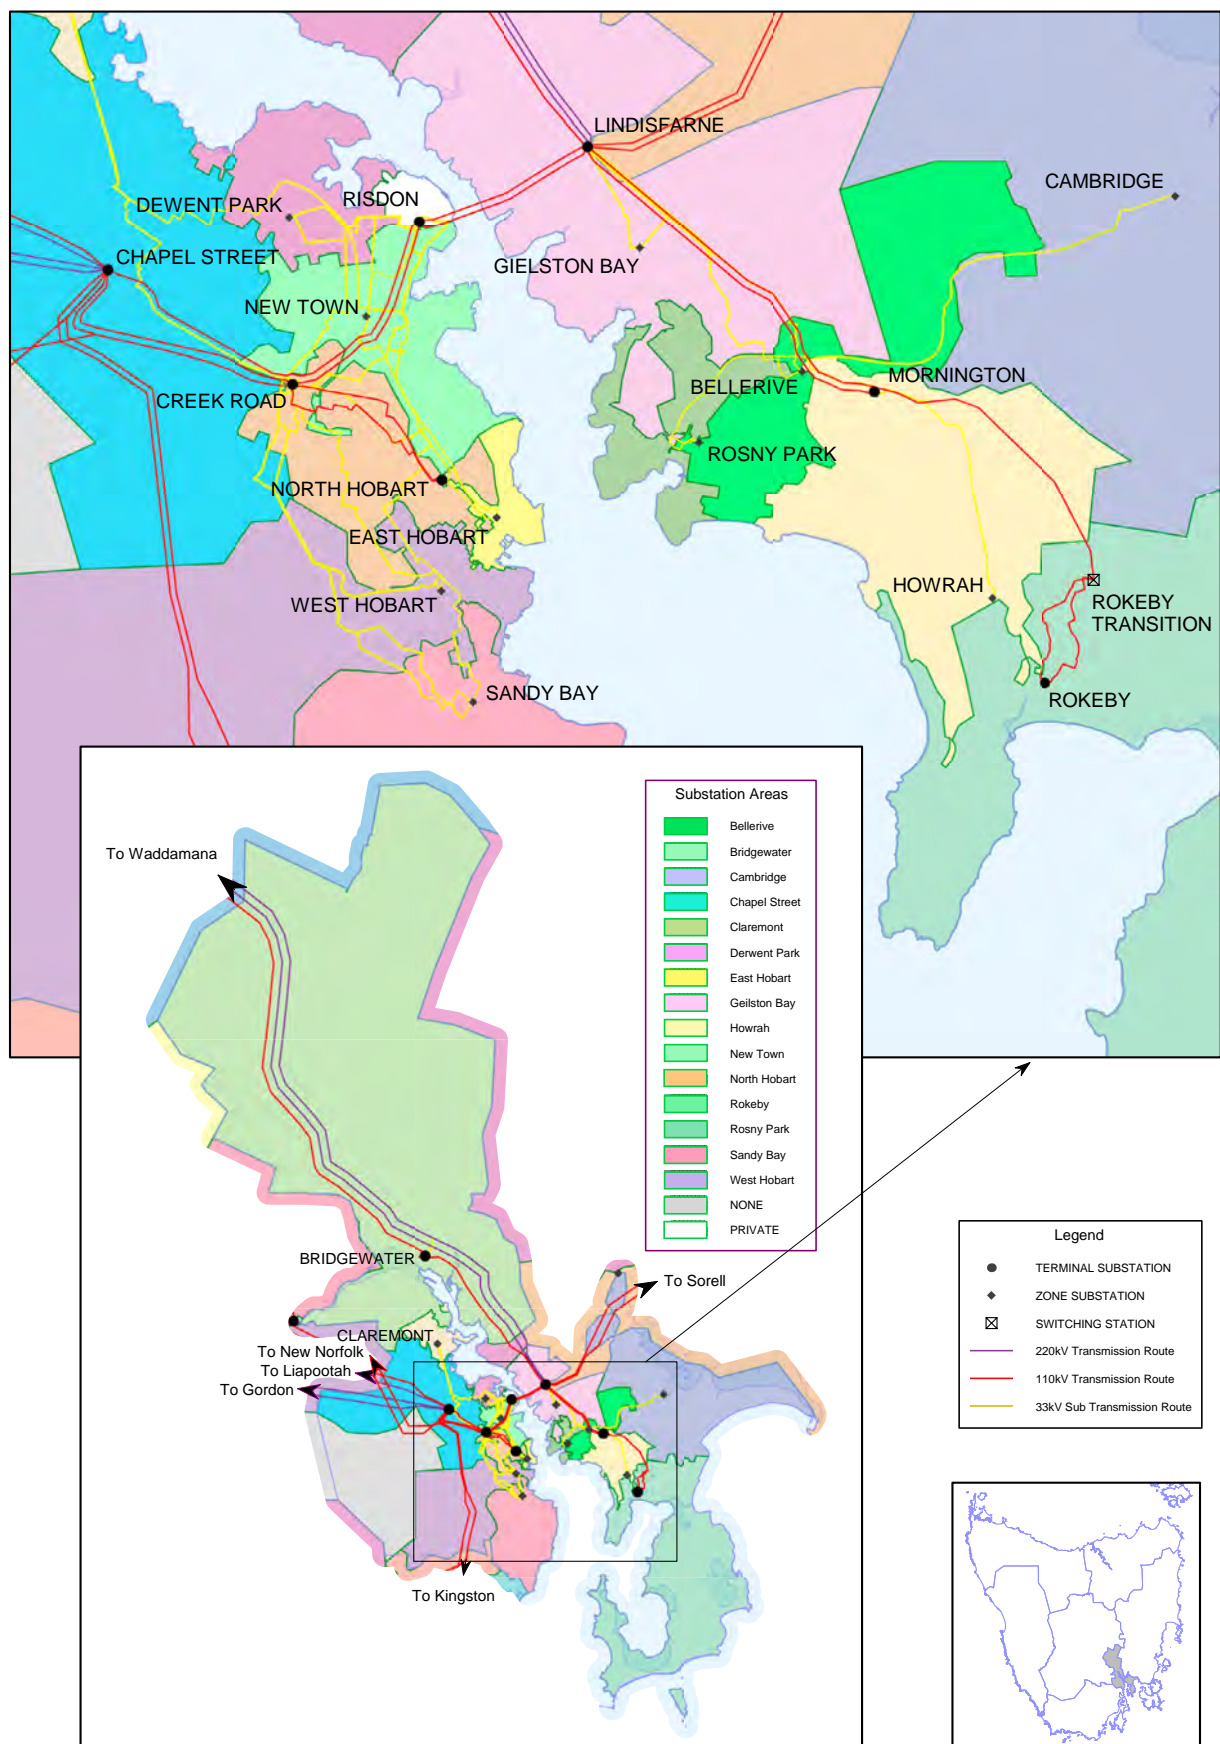 LINDISFARNE
CAMBRIDGE
DEWENT PARK
RISDON
CHAPEL STREET
GIELSTON BAY
NEW TOWN
MORNINGTON
BELLERIVE
CREEK ROAD
ROSNY PARK
NORTH HOBART
EAST HOBART
HOWRAH
ROKEBY
TRANSITION
WEST HOBART
SANDY BAY
ROKEBY
Substation Areas
Bellerive
Bridgewater
Cambridge
Chapel Street
Claremont
Derwent Park
East Hobart
Geilston Bay
Howrah
New Town
North Hobart
Rokeby
Rosny Park
Sandy Bay
West Hobart
NONE
PRIVATE
To Waddamana
BRIDGEWATER
To Sorell
CLAREMONT
To New Norfolk
To Liapootah
To Gordon
To Kingston
Legend
TERMINAL SUBSTATION
ZONE SUBSTATION
SWITCHING STATION
220kV Transmission Route
110kV Transmission Route
33kV Sub Transmission Route